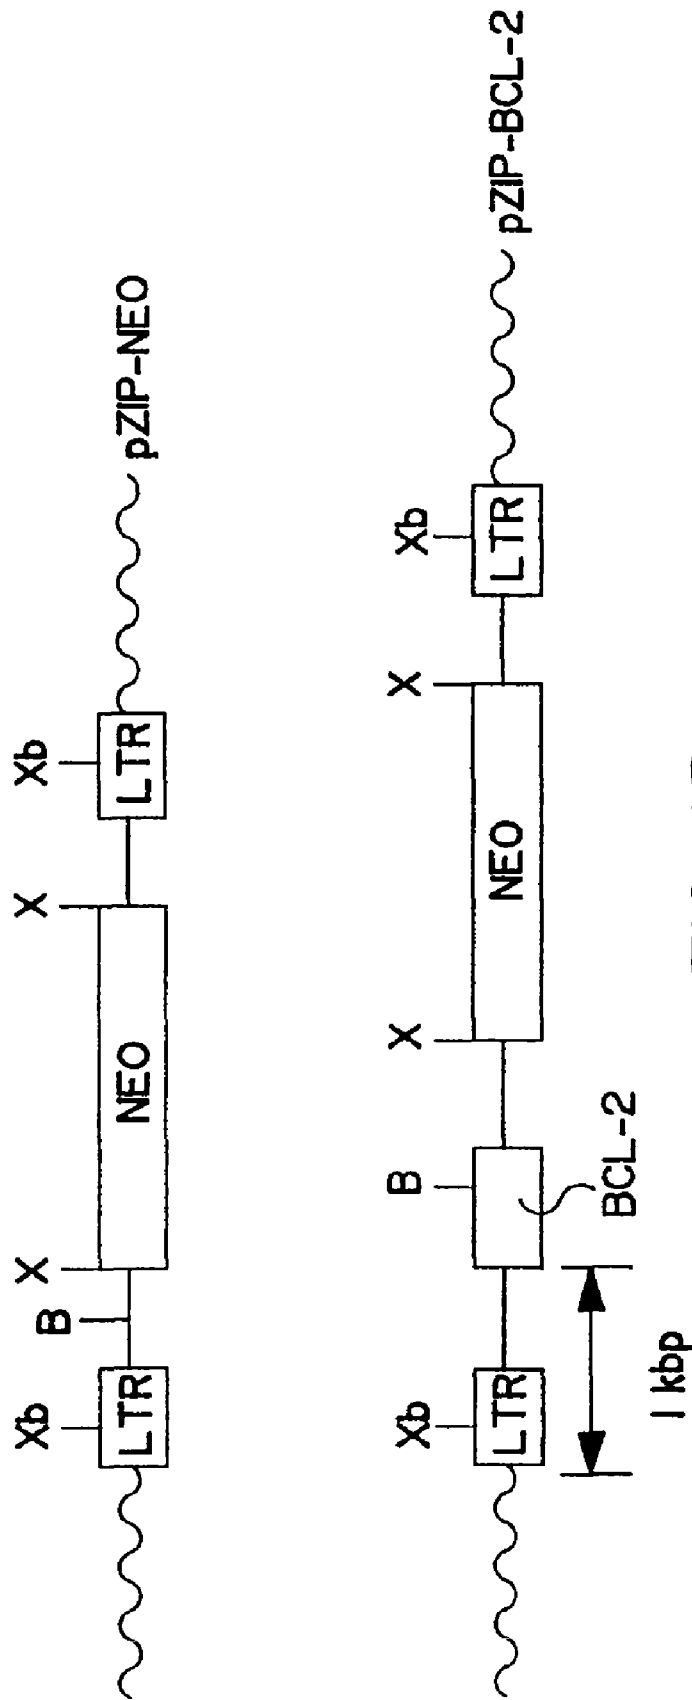 Xb B X X Xb
LTR NEO LTR pZIP-NEO
Xb B X X Xb
LTR NEO LTR pZIP-BCL-2
BCL-2
1 kbp